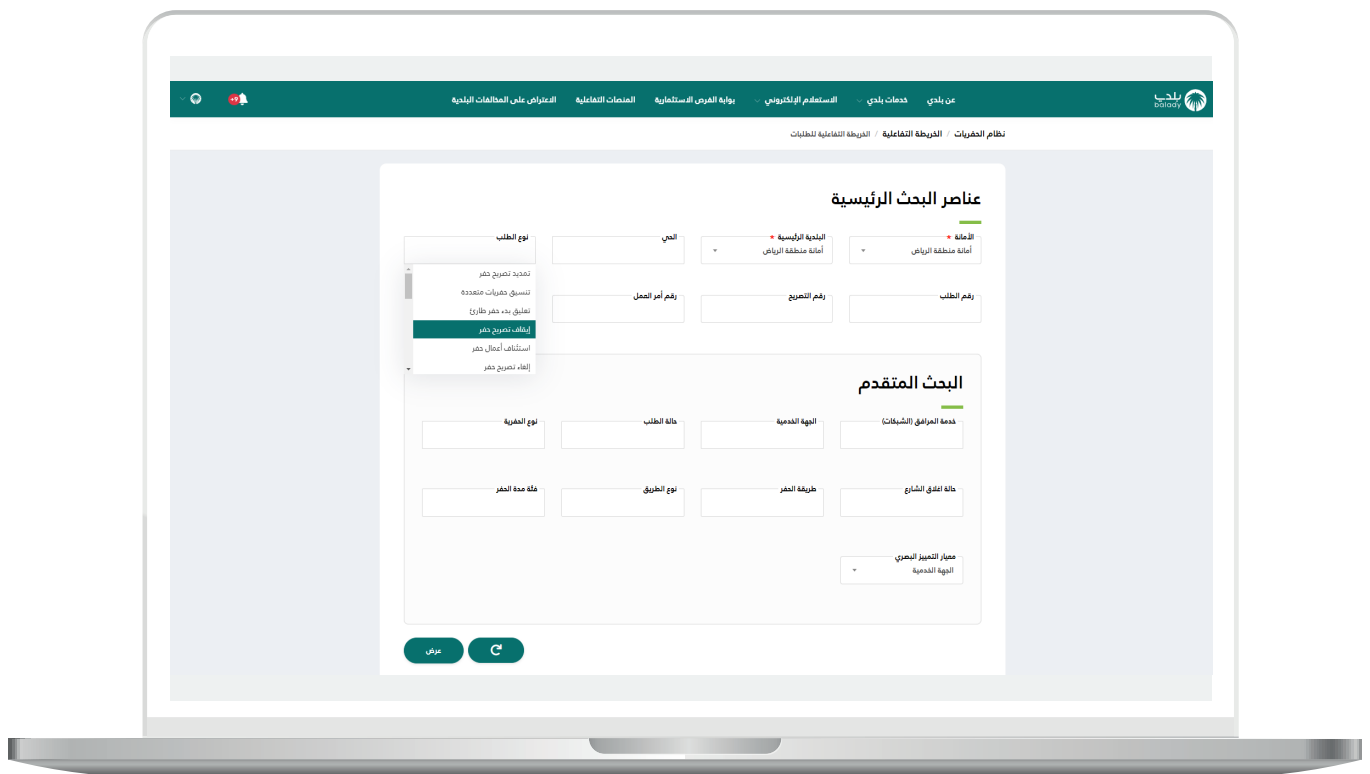 بلدي
balady
عن بلدي
خدمات بلدي
الاستعلام الإلكتروني
بوابة الفرص الاستثمارية
المنصات التفاعلية
الاعتراض على المخالفات البلدية
+9
نظام الحفريات / الخريطة التفاعلية / الخريطة التفاعلية للطلبات
عناصر البحث الرئيسية
الأمانة *
أمانة منطقة الرياض
البلدية الرئيسية *
أمانة منطقة الرياض
الحي
نوع الطلب
تمديد تصريح حفر
تنسيق حفريات متعددة
تعليق بدء حفر طارئ
إيقاف تصريح حفر
استئناف أعمال حفر
إلغاء تصريح حفر
رقم الطلب
رقم التصريح
رقم أمر العمل
البحث المتقدم
خدمة المرافق (الشبكات)
الجهة الخدمية
حالة الطلب
نوع الحفرية
حالة اغلاق الشارع
طريقة الحفر
نوع الطريق
فئة مدة الحفر
معيار التمييز البصري
الجهة الخدمية
عرض